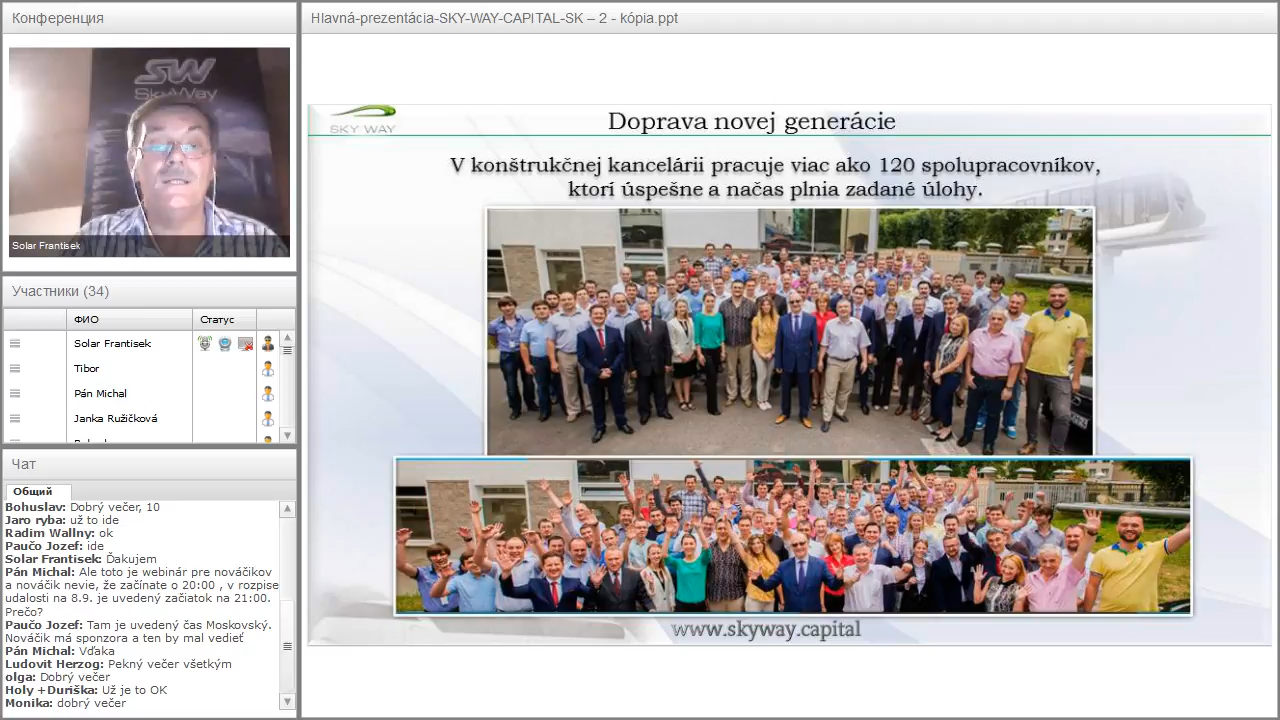 Конференция
SW
SkyWay
Solar Frantisek
Участники (34)
ФИО
Статус
Solar Frantisek
Tibor
Pán Michal
Janka Ružičková
Чат
Общий
Bohuslav: Dobrý večer, 10
Jaro ryba: už to ide
Radim Wallny: ok
Paučo Jozef: ide
Solar Frantisek: Ďakujem
Pán Michal: Ale toto je webinár pre nováčikov
a nováčik nevie, že začínate o 20:00 , v rozpise
udalosti na 8.9. je uvedený začiatok na 21:00.
Prečo?
Paučo Jozef: Tam je uvedený čas Moskovský.
Nováčik má sponzora a ten by mal vedieť
Pán Michal: Vďaka
Ludovit Herzog: Pekný večer všetkým
olga: Dobrý večer
Holy +Duriška: Už je to OK
Monika: dobrý večer
Hlavná-prezentácia-SKY-WAY-CAPITAL-SK – 2 - kópia.ppt
SKY WAY
Doprava novej generácie
V konštrukčnej kancelárii pracuje viac ako 120 spolupracovníkov,
ktorí úspešne a načas plnia zadané úlohy.
www.skyway.capital